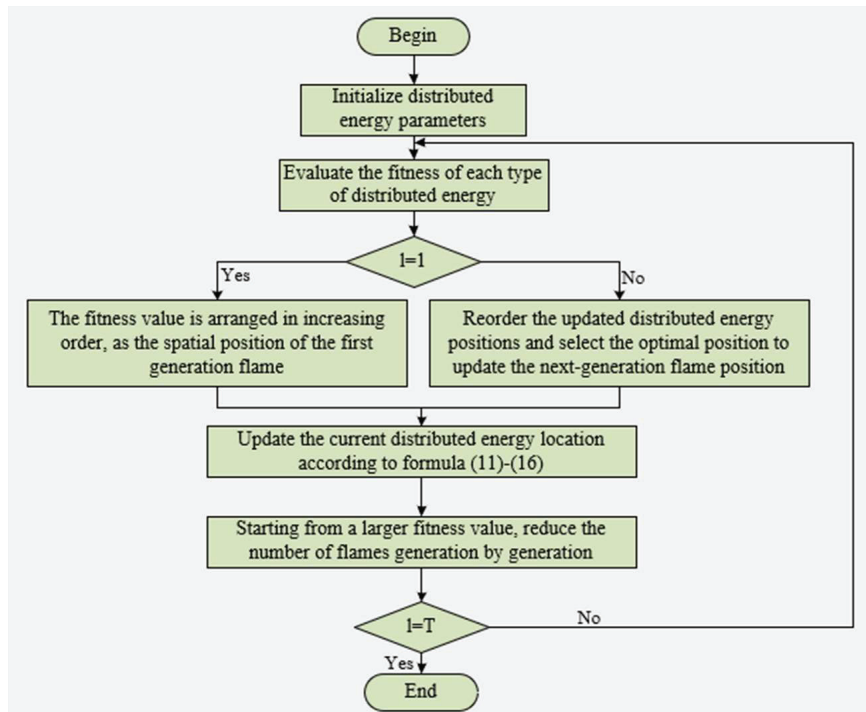 Begin
Initialize distributed
energy parameters
Evaluate the fitness of each type
of distributed energy
l=1
Yes
No
The fitness value is arranged in increasing
order, as the spatial position of the first
generation flame
Reorder the updated distributed energy
positions and select the optimal position to
update the next-generation flame position
Update the current distributed energy location
according to formula (11)-(16)
Starting from a larger fitness value, reduce the
number of flames generation by generation
l=T
No
Yes
End